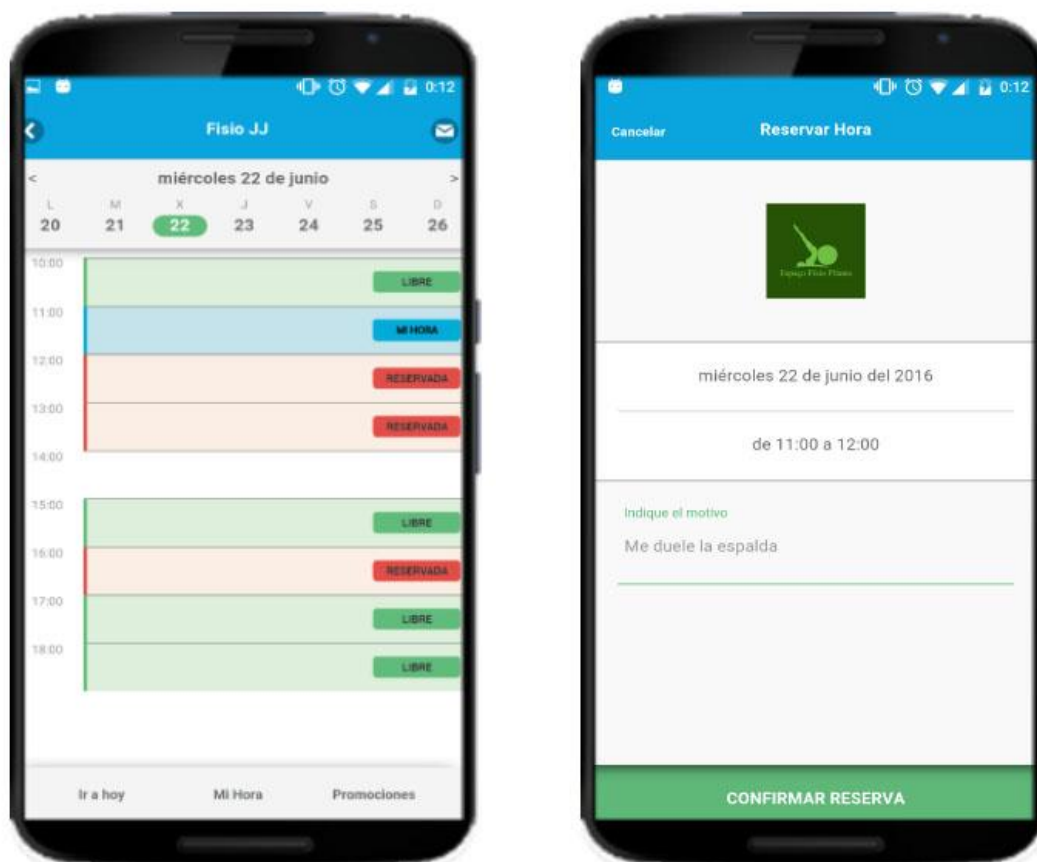 0:12
Fisio JJ
< miércoles 22 de junio >
L M X J V S D
20 21 22 23 24 25 26
10:00
LIBRE
11:00
MI HORA
12:00
RESERVADA
13:00
RESERVADA
14:00
15:00
LIBRE
16:00
RESERVADA
17:00
LIBRE
18:00
LIBRE
Ir a hoy Mi Hora Promociones
0:12
Cancelar Reservar Hora
Espaço Fisio Pilates
miércoles 22 de junio del 2016
de 11:00 a 12:00
Indique el motivo
Me duele la espalda
CONFIRMAR RESERVA